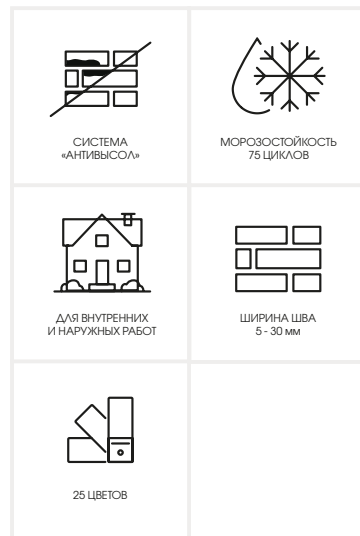 СИСТЕМА
«АНТИВЫСОЛ»
МОРОЗОСТОЙКОСТЬ
75 ЦИКЛОВ
ДЛЯ ВНУТРЕННИХ
И НАРУЖНЫХ РАБОТ
ШИРИНА ШВА
5 - 30 мм
25 ЦВЕТОВ